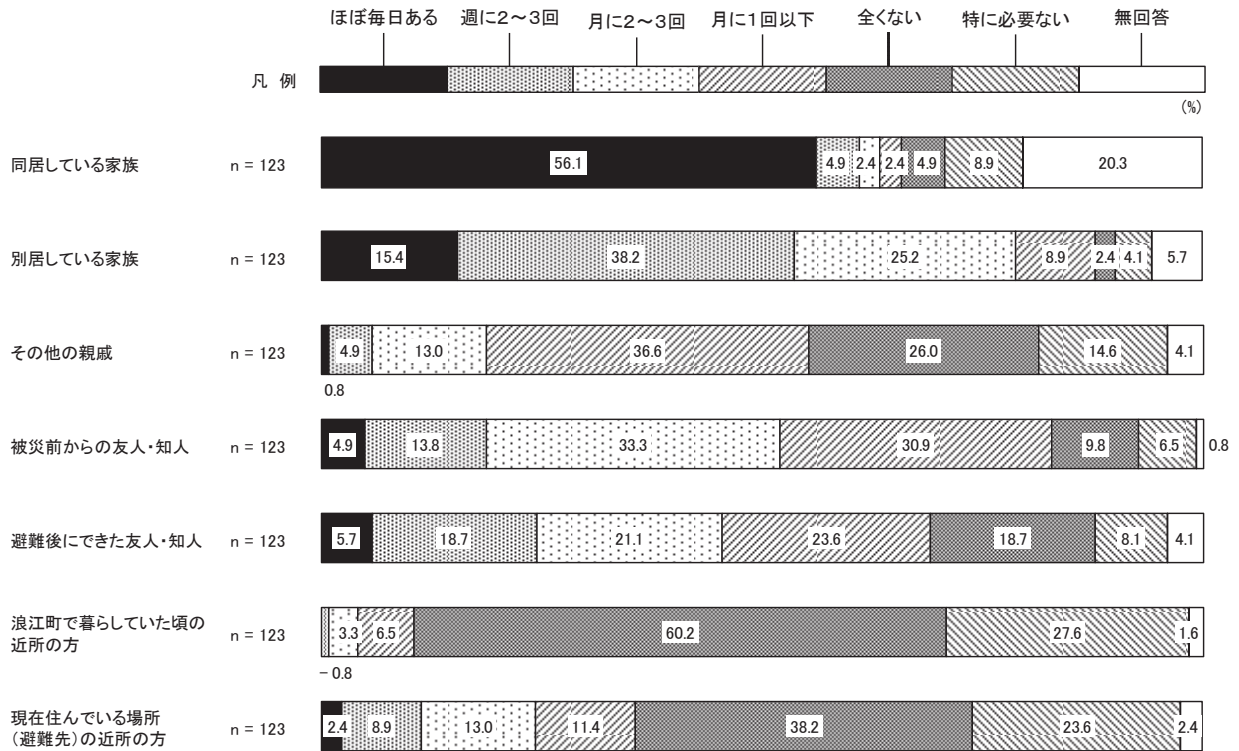 ほぼ毎日ある 週に2～3回 月に2～3回 月に1回以下 全くない 特に必要ない 無回答
凡 例
(%)
同居している家族 n = 123 56.1 4.9 2.4 2.4 4.9 8.9 20.3
別居している家族 n = 123 15.4 38.2 25.2 8.9 2.4 4.1 5.7
その他の親戚 n = 123 4.9 13.0 36.6 26.0 14.6 4.1
0.8
被災前からの友人・知人 n = 123 4.9 13.8 33.3 30.9 9.8 6.5 0.8
避難後にできた友人・知人 n = 123 5.7 18.7 21.1 23.6 18.7 8.1 4.1
浪江町で暮らしていた頃の
近所の方 n = 123 3.3 6.5 60.2 27.6 1.6
− 0.8
現在住んでいる場所
（避難先）の近所の方 n = 123 2.4 8.9 13.0 11.4 38.2 23.6 2.4